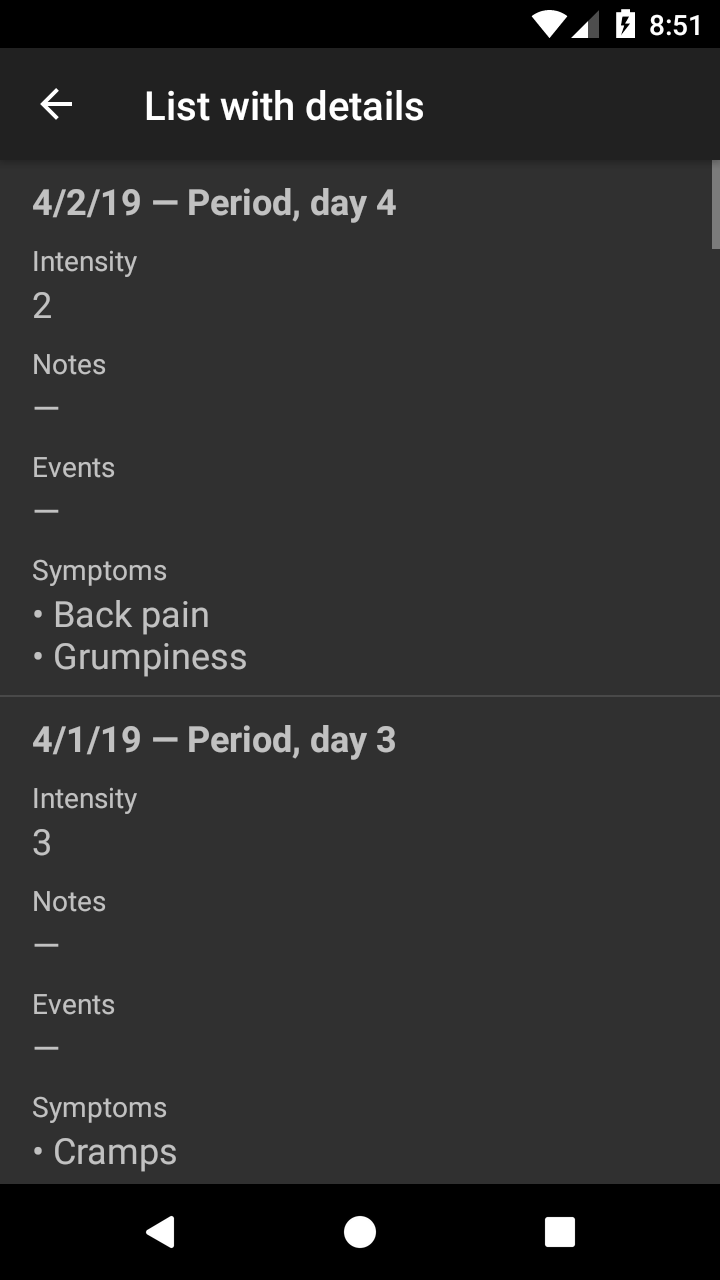 8:51
List with details
4/2/19 — Period, day 4
Intensity
2
Notes
—
Events
—
Symptoms
• Back pain
• Grumpiness
4/1/19 — Period, day 3
Intensity
3
Notes
—
Events
—
Symptoms
• Cramps